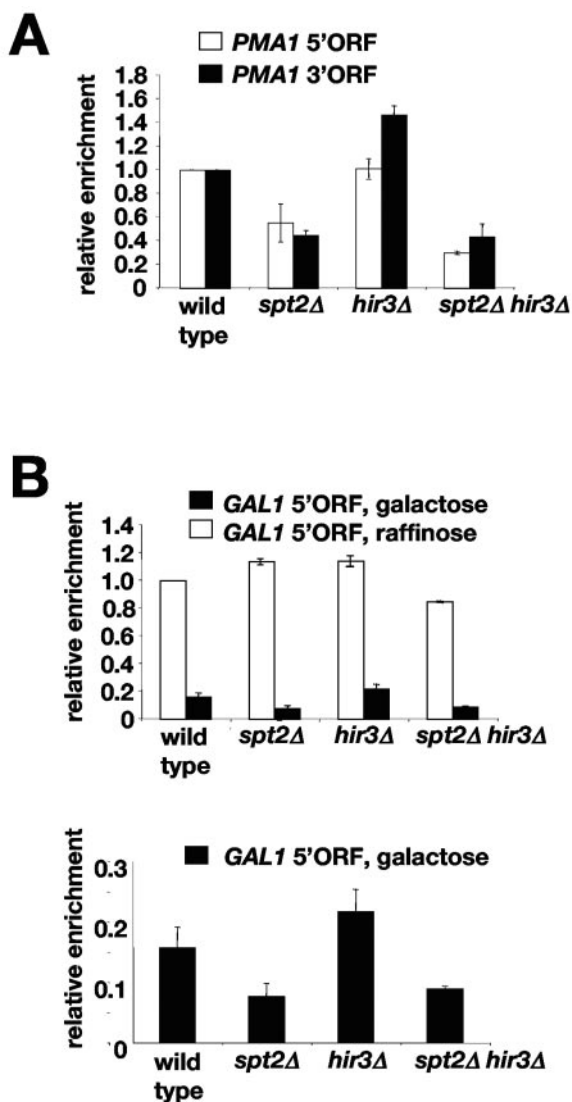 A
PMA1 5'ORF
PMA1 3'ORF
relative enrichment
1.8
1.6
1.4
1.2
1
0.8
0.6
0.4
0.2
0
wild type
spt2Δ
hir3Δ
spt2Δ hir3Δ
B
GAL1 5'ORF, galactose
GAL1 5'ORF, raffinose
relative enrichment
1.4
1.2
1.0
0.8
0.6
0.4
0.2
0
wild type
spt2Δ
hir3Δ
spt2Δ hir3Δ
GAL1 5'ORF, galactose
relative enrichment
0.3
0.2
0.1
0
wild type
spt2Δ
hir3Δ
spt2Δ hir3Δ